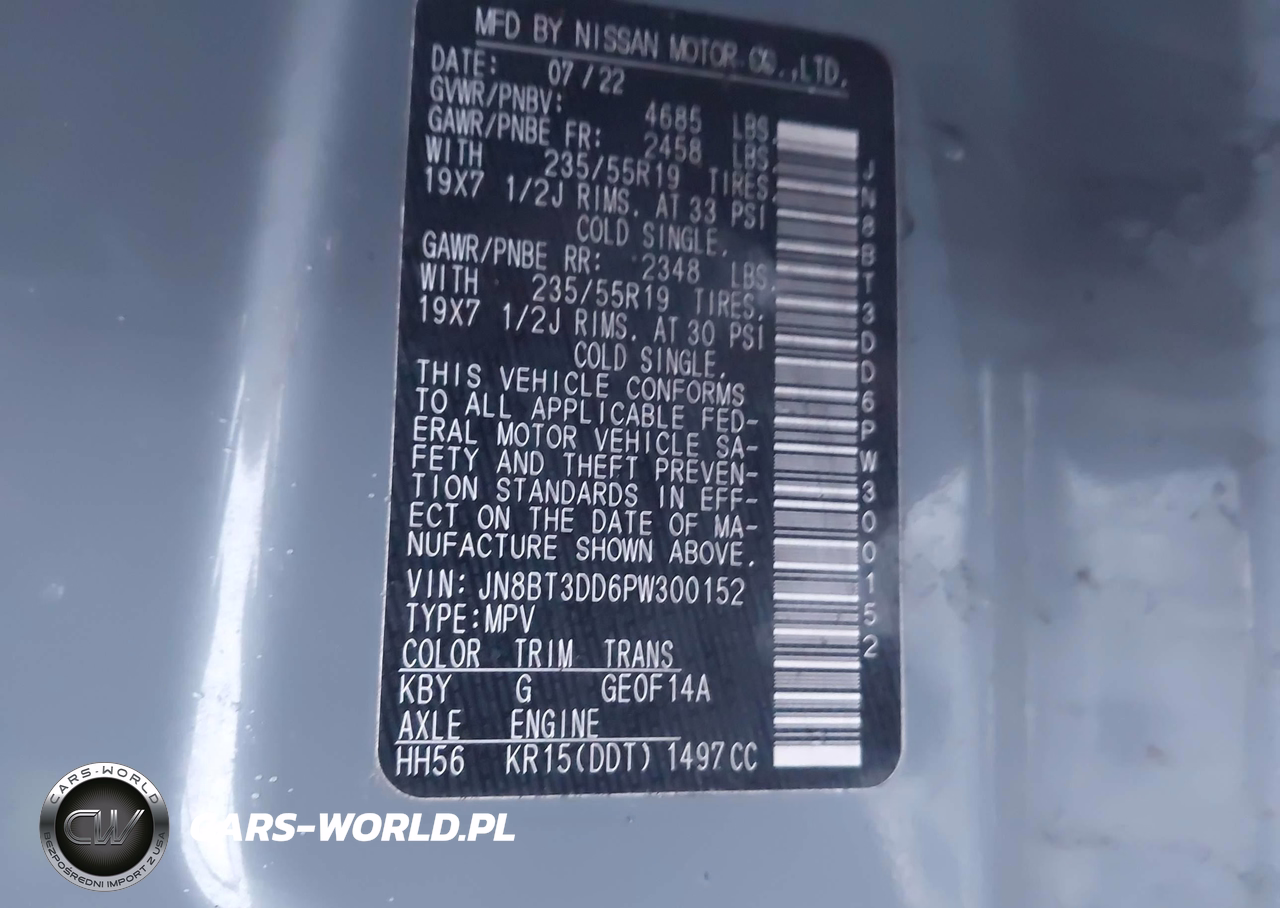 MFD BY NISSAN MOTOR CO.,LTD.
DATE: 07/22
GVWR/PNBV: 4685 LBS.
GAWR/PNBE FR: 2458 LBS.
WITH 235/55R19 TIRES.
19X7 1/2J RIMS. AT 33 PSI
COLD SINGLE.
GAWR/PNBE RR: 2348 LBS.
WITH 235/55R19 TIRES.
19X7 1/2J RIMS. AT 30 PSI
COLD SINGLE.
THIS VEHICLE CONFORMS
TO ALL APPLICABLE FED-
ERAL MOTOR VEHICLE SA-
FETY AND THEFT PREVEN-
TION STANDARDS IN EFF-
ECT ON THE DATE OF MA-
NUFACTURE SHOWN ABOVE.
VIN: JN8BT3DD6PW300152
TYPE:MPV
COLOR TRIM TRANS
KBY G GE0F14A
AXLE ENGINE
HH56 KR15(DDT) 1497CC
JN8BT3DD6PW300152
CARS-WORLD
CW
BEZPOŚREDNI IMPORT Z USA
CARS-WORLD.PL